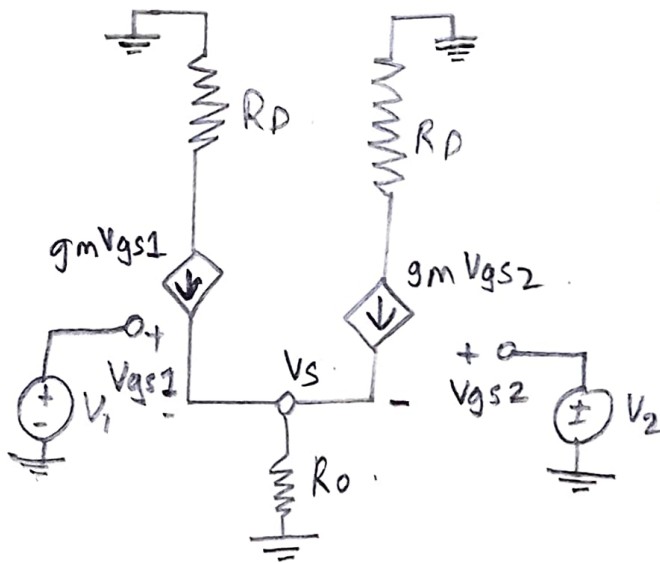 RD
RD
gmVgs1
gmVgs2
+
Vgs1
-
+
-
V1
VS
-
+
Vgs2
±
V2
Ro